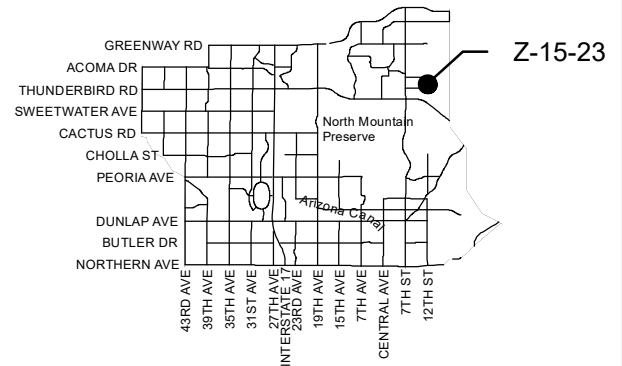 GREENWAY RD
Z-15-23
ACOMA DR
THUNDERBIRD RD
SWEETWATER AVE
CACTUS RD
North Mountain
Preserve
CHOLLA ST
PEORIA AVE
Arizona Canal
DUNLAP AVE
BUTLER DR
NORTHERN AVE
43RD AVE
39TH AVE
35TH AVE
31ST AVE
27TH AVE
INTERSTATE 17
23RD AVE
19TH AVE
15TH AVE
7TH AVE
CENTRAL AVE
7TH ST
12TH ST